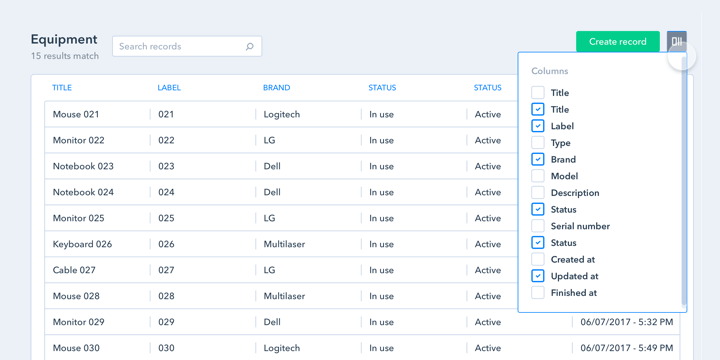 Equipment
15 results match
Search records
Create record
TITLE LABEL BRAND STATUS STATUS
Mouse 021 021 Logitech In use Active
Monitor 022 022 LG In use Active
Notebook 023 023 Dell In use Active
Notebook 024 024 Dell In use Active
Monitor 025 025 LG In use Active
Keyboard 026 026 Multilaser In use Active
Cable 027 027 LG In use Active
Mouse 028 028 Multilaser In use Active
Monitor 029 029 Dell In use Active 06/07/2017 - 5:32 PM
Mouse 030 030 Logitech In use Active 06/07/2017 - 5:49 PM
Columns
Title
Title
Label
Type
Brand
Model
Description
Status
Serial number
Status
Created at
Updated at
Finished at